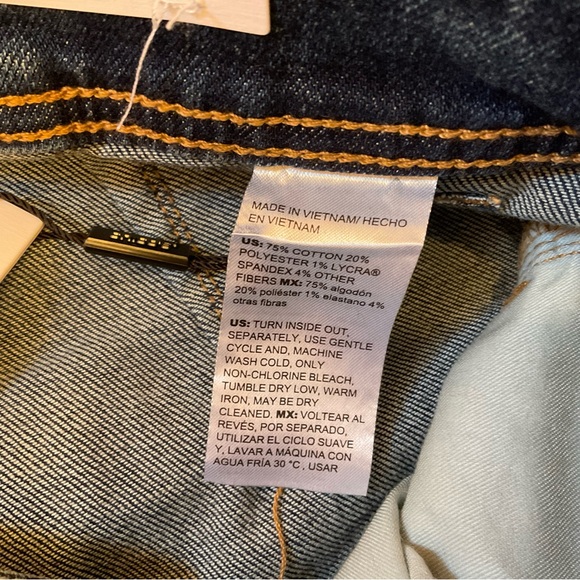 MADE IN VIETNAM/ HECHO
EN VIETNAM
US: 75% COTTON 20%
POLYESTER 1% LYCRA®
SPANDEX 4% OTHER
FIBERS MX: 75% algodón
20% poliéster 1% elastano 4%
otras fibras
US: TURN INSIDE OUT,
SEPARATELY, USE GENTLE
CYCLE AND, MACHINE
WASH COLD, ONLY
NON-CHLORINE BLEACH,
TUMBLE DRY LOW, WARM
IRON, MAY BE DRY
CLEANED. MX: VOLTEAR AL
REVÉS, POR SEPARADO,
UTILIZAR EL CICLO SUAVE
Y, LAVAR A MÁQUINA CON
AGUA FRÍA 30 °C , USAR